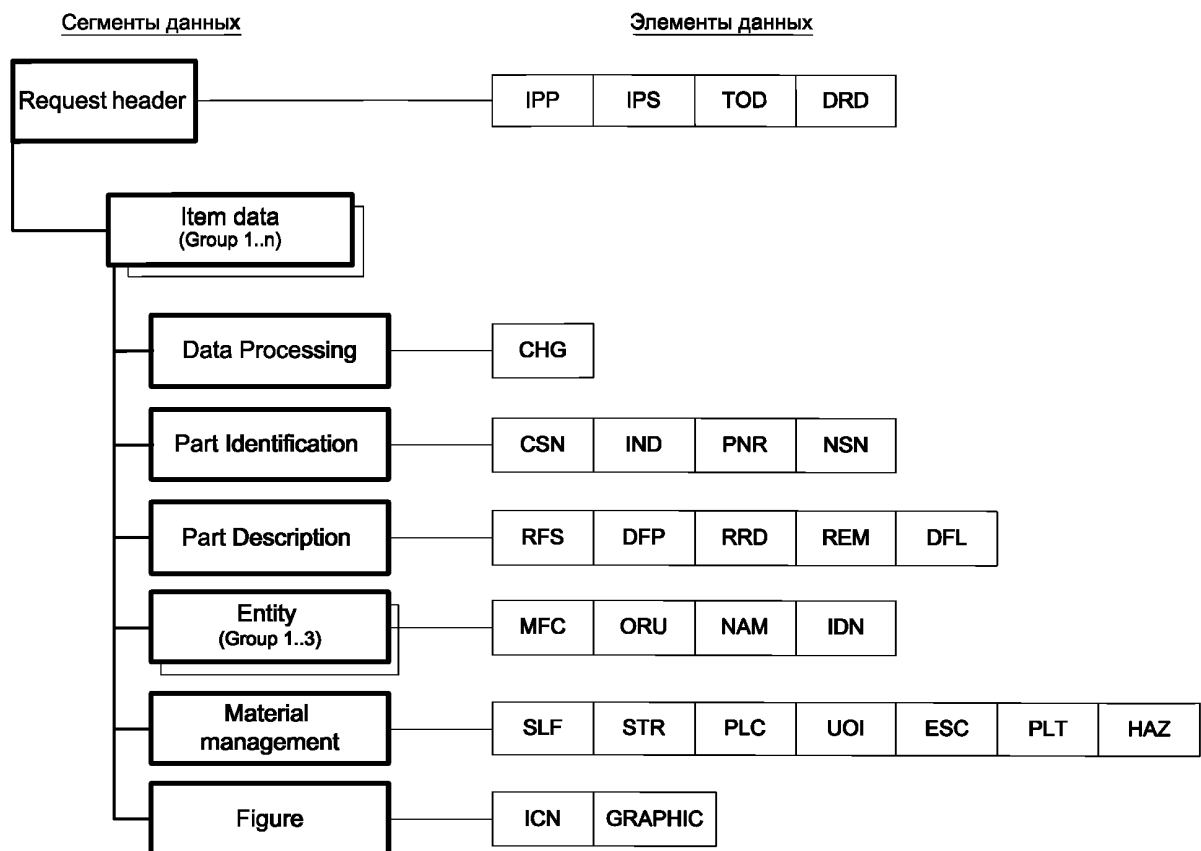 Сегменты данных
Элементы данных
Request header
IPP IPS TOD DRD
Item data
(Group 1..n)
Data Processing
CHG
Part Identification
CSN IND PNR NSN
Part Description
RFS DFP RRD REM DFL
Entity
(Group 1..3)
MFC ORU NAM IDN
Material
management
SLF STR PLC UOI ESC PLT HAZ
Figure
ICN GRAPHIC